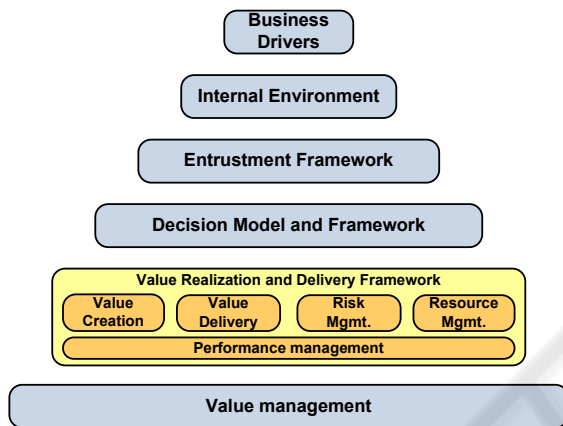 Business
Drivers
Internal Environment
Entrustment Framework
Decision Model and Framework
Value Realization and Delivery Framework
Value
Creation
Value
Delivery
Risk
Mgmt.
Resource
Mgmt.
Performance management
Value management